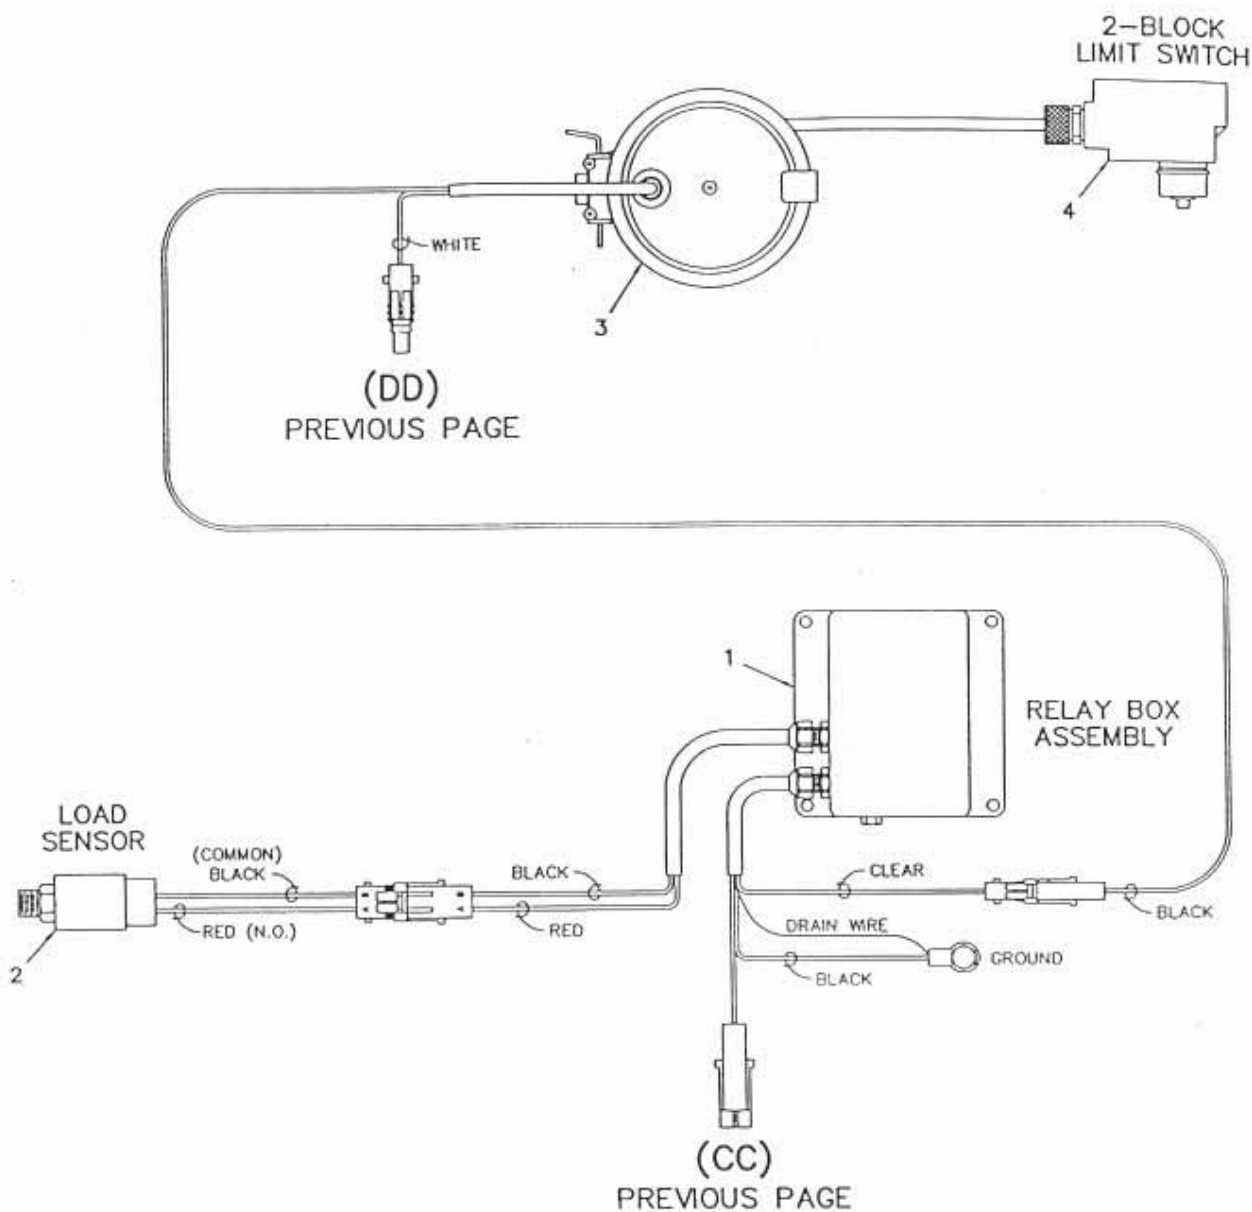 2-BLOCK
LIMIT SWITCH
4
WHITE
3
(DD)
PREVIOUS PAGE
1
RELAY BOX
ASSEMBLY
LOAD
SENSOR
(COMMON)
BLACK
BLACK
CLEAR
RED (N.O.)
RED
BLACK
DRAIN WIRE
GROUND
2
BLACK
(CC)
PREVIOUS PAGE